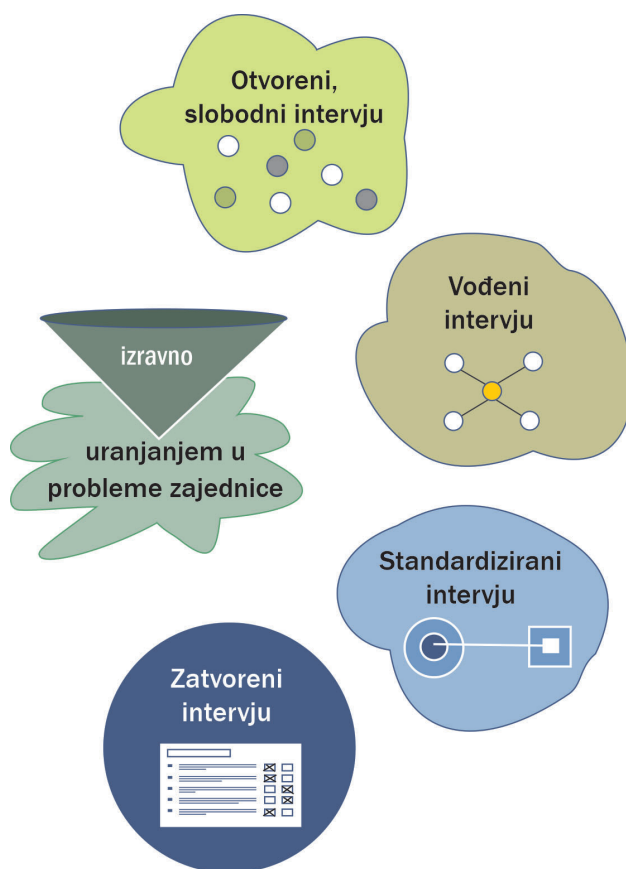 Otvoreni,
slobodni intervju
Vođeni
intervju
izravno
uranjanjem u
probleme zajednice
Standardizirani
intervju
Zatvoreni
intervju